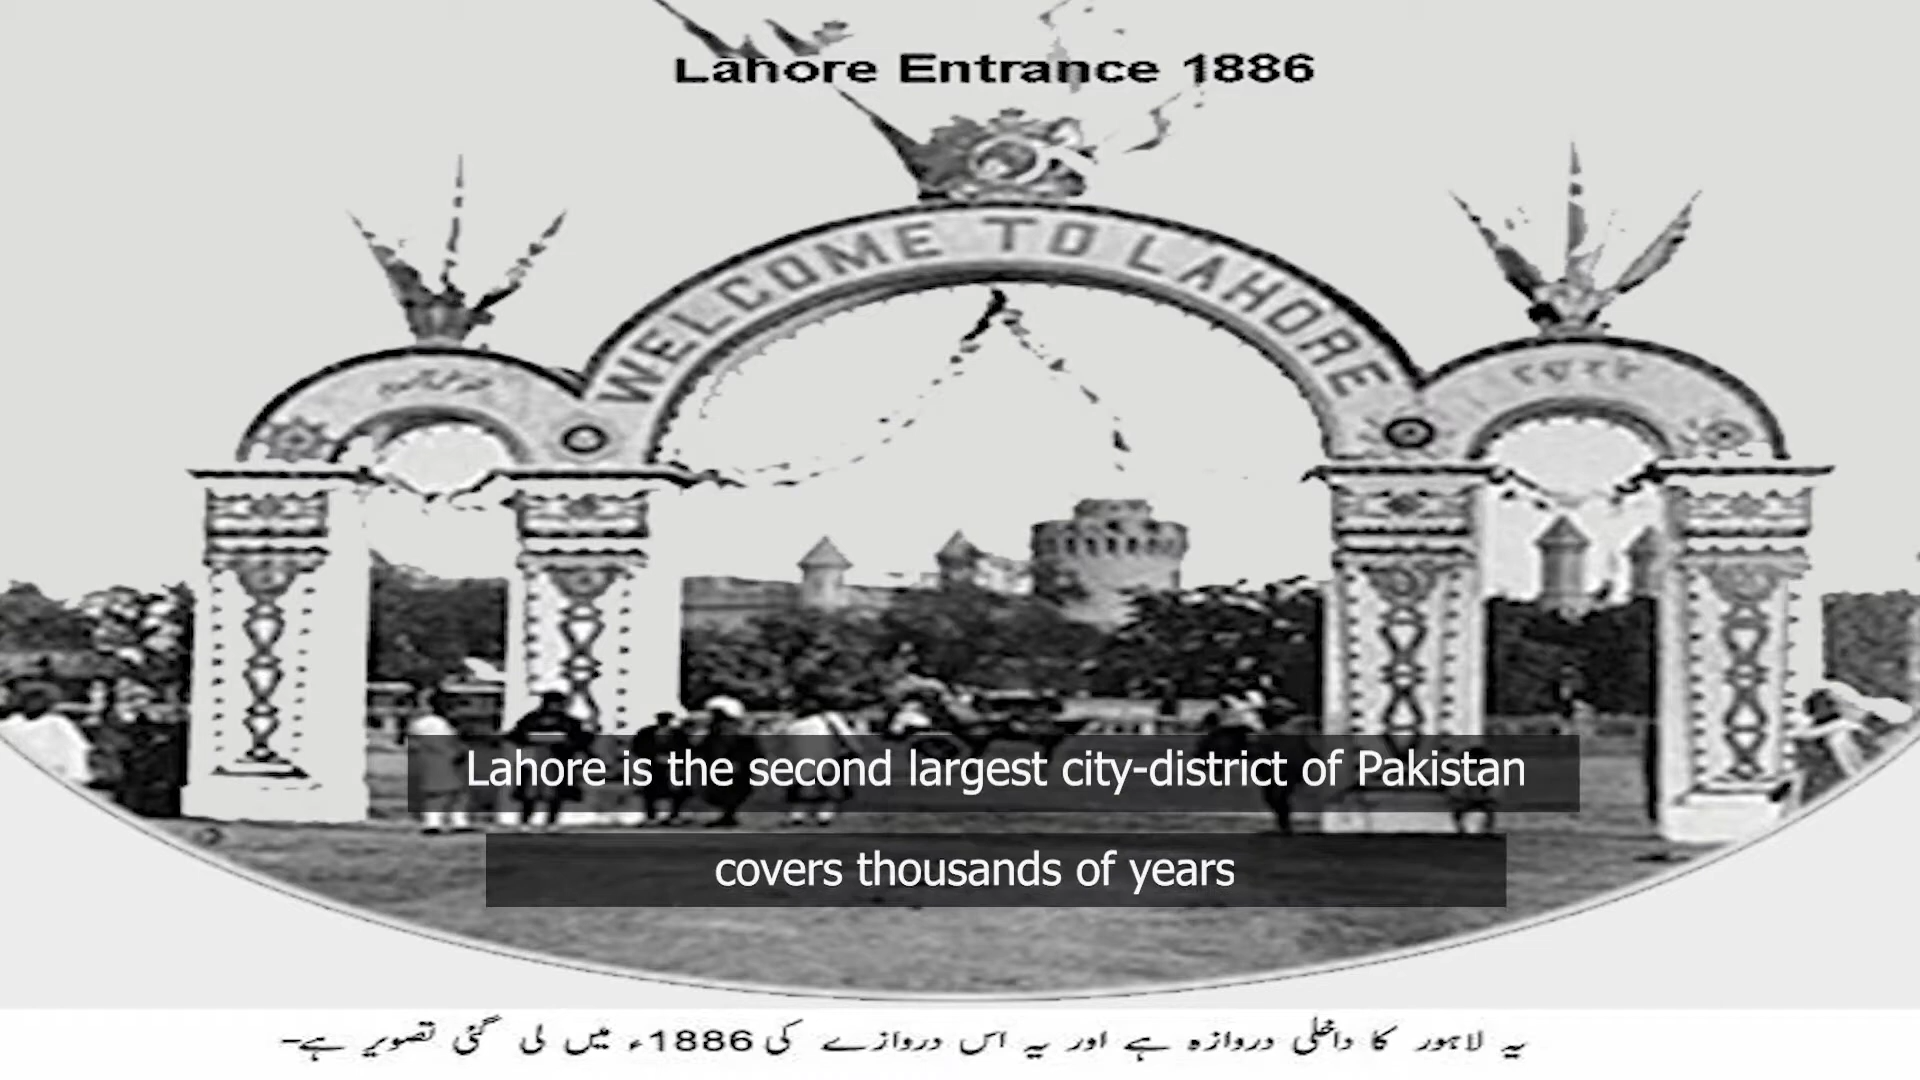 Lahore Entrance 1886
WELCOME TO LAHORE
Lahore is the second largest city-district of Pakistan
covers thousands of years
یہ لاہور کا داخلی دروازہ ہے اور یہ اس دروازے کی 1886ء میں لی گئی تصویر ہے۔